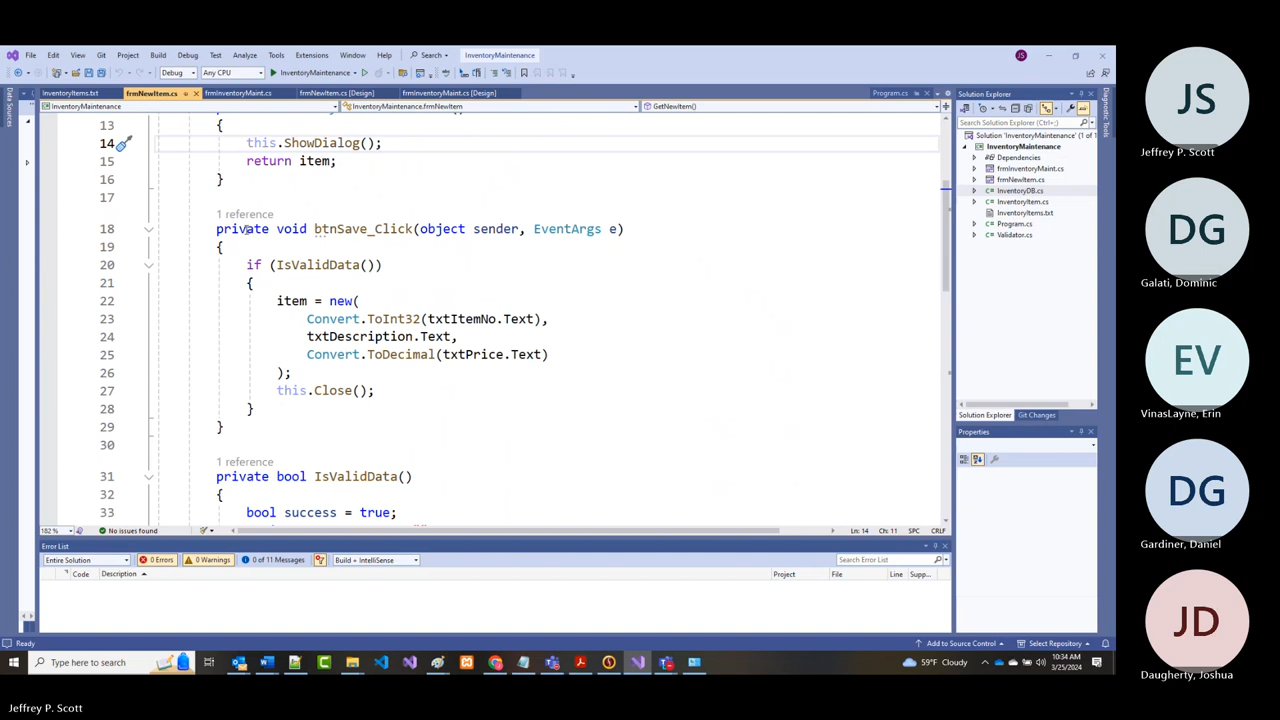 File Edit View Git Project Build Debug Test Analyze Tools Extensions Window Help Search InventoryMaintenance JS
Debug Any CPU InventoryMaintenance
InventoryItems.txt frmNewItem.cs frmInventoryMaint.cs frmNewItem.cs [Design] frmInventoryMaint.cs [Design] Program.cs
InventoryMaintenance InventoryMaintenance.frmNewItem GetNewItem()
Data Sources
13 {
14 this.ShowDialog();
15 return item;
16 }
17
1 reference
18 private void btnSave_Click(object sender, EventArgs e)
19 {
20 if (IsValidData())
21 {
22 item = new(
23 Convert.ToInt32(txtItemNo.Text),
24 txtDescription.Text,
25 Convert.ToDecimal(txtPrice.Text)
26 );
27 this.Close();
28 }
29 }
30
1 reference
31 private bool IsValidData()
32 {
33 bool success = true;
182 % No issues found Ln: 14 Ch: 11 SPC CRLF
Error List
Entire Solution 0 Errors 0 Warnings 0 of 11 Messages Build + IntelliSense Search Error List
Code Description Project File Line Supp...
Solution Explorer
Search Solution Explorer (Ctrl+;)
Solution 'InventoryMaintenance' (1 of 1
InventoryMaintenance
Dependencies
frmInventoryMaint.cs
frmNewItem.cs
InventoryDB.cs
InventoryItem.cs
InventoryItems.txt
Program.cs
Validator.cs
Solution Explorer Git Changes
Properties
Diagnostic Tools
Ready Add to Source Control Select Repository
Type here to search 59°F Cloudy 10:34 AM
3/25/2024
JS
Jeffrey P. Scott
DG
Galati, Dominic
EV
VinasLayne, Erin
DG
Gardiner, Daniel
JD
Daugherty, Joshua
Jeffrey P. Scott